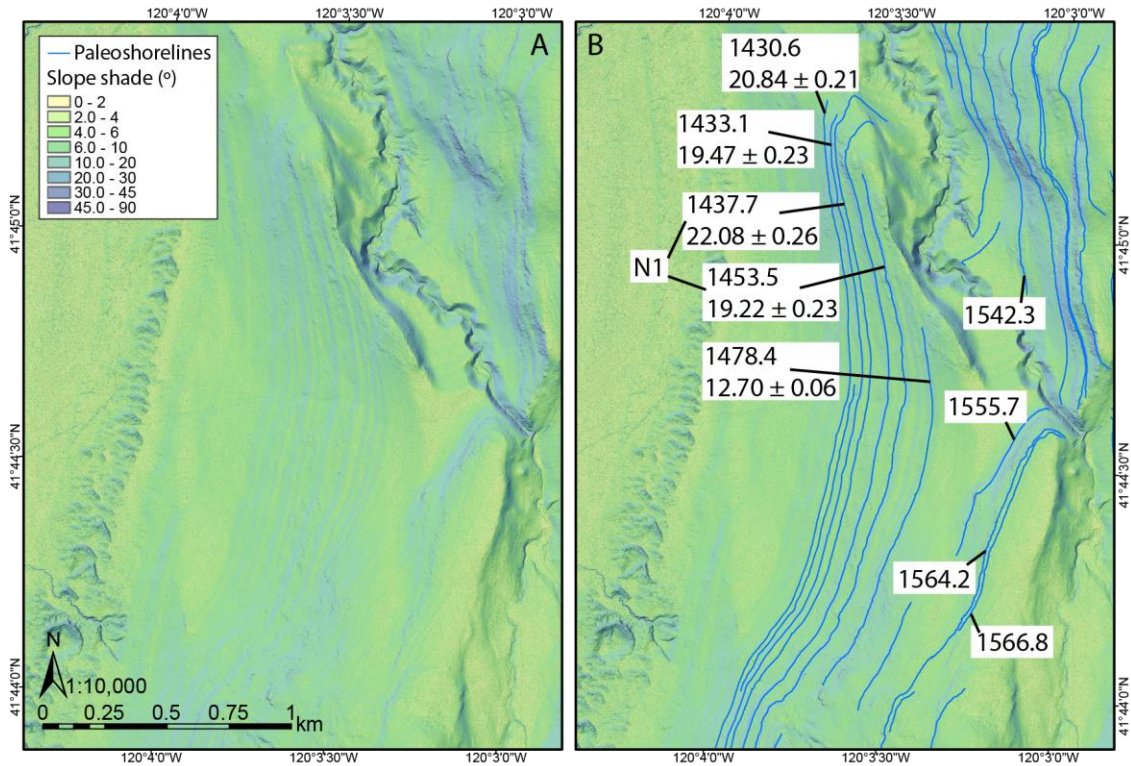 120°4'0"W
120°3'30"W
120°3'0"W
A
Paleoshorelines
Slope shade (º)
0 - 2
2.0 - 4
4.0 - 6
6.0 - 10
10.0 - 20
20.0 - 30
30.0 - 45
45.0 - 90
41°45'0"N
41°44'30"N
41°44'0"N
N
1:10,000
0 0.25 0.5 0.75 1
km
120°4'0"W
120°3'30"W
120°3'0"W
120°4'0"W
120°3'30"W
120°3'0"W
B
1430.6
20.84 ± 0.21
1433.1
19.47 ± 0.23
1437.7
22.08 ± 0.26
N1
1453.5
19.22 ± 0.23
1478.4
12.70 ± 0.06
1542.3
1555.7
1564.2
1566.8
41°45'0"N
41°44'30"N
41°44'0"N
120°4'0"W
120°3'30"W
120°3'0"W